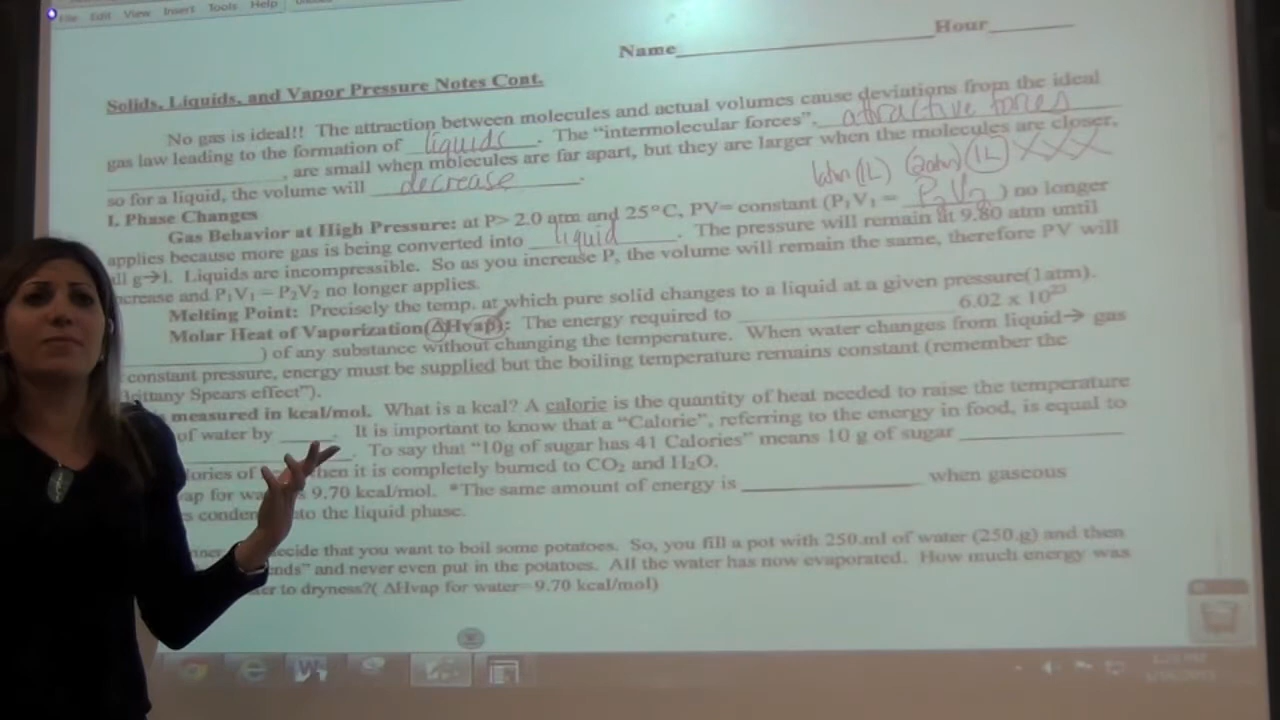 File Edit View Insert Tools Help
Name Hour
Solids, Liquids, and Vapor Pressure Notes Cont.
No gas is ideal!! The attraction between molecules and actual volumes cause deviations from the ideal
gas law leading to the formation of liquids. The "intermolecular forces", attractive forces
, are small when molecules are far apart, but they are larger when the molecules are closer,
so for a liquid, the volume will decrease.
1atm (1L) (2atm) (1L)
I. Phase Changes
Gas Behavior at High Pressure: at P> 2.0 atm and 25°C, PV= constant (P₁V₁ = P₂V₂) no longer
applies because more gas is being converted into liquid. The pressure will remain at 9.80 atm until
all g→l. Liquids are incompressible. So as you increase P, the volume will remain the same, therefore PV will
increase and P₁V₁ = P₂V₂ no longer applies.
Melting Point: Precisely the temp. at which pure solid changes to a liquid at a given pressure(1atm).
Molar Heat of Vaporization(ΔHvap): The energy required to 6.02 x 10²³
) of any substance without changing the temperature. When water changes from liquid→ gas
constant pressure, energy must be supplied but the boiling temperature remains constant (remember the
Brittany Spears effect").
measured in kcal/mol. What is a kcal? A calorie is the quantity of heat needed to raise the temperature
of water by . It is important to know that a "Calorie", referring to the energy in food, is equal to
. To say that "10g of sugar has 41 Calories" means 10 g of sugar
of when it is completely burned to CO₂ and H₂O.
for 9.70 kcal/mol. *The same amount of energy is when gaseous
into the liquid phase.
decide that you want to boil some potatoes. So, you fill a pot with 250.ml of water (250.g) and then
and never even put in the potatoes. All the water has now evaporated. How much energy was
to dryness?( ΔHvap for water=9.70 kcal/mol)